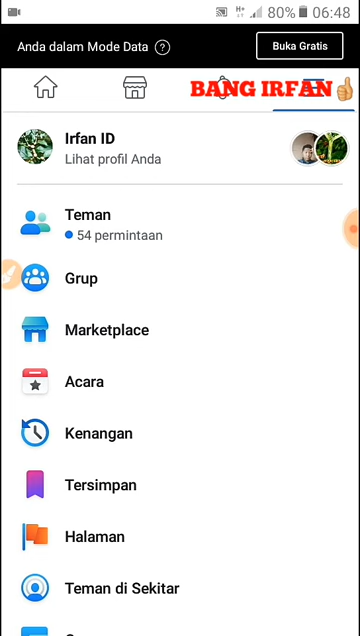 80% 06:48
Anda dalam Mode Data ?
Buka Gratis
BANG IRFAN
Irfan ID
Lihat profil Anda
Teman
54 permintaan
Grup
Marketplace
Acara
Kenangan
Tersimpan
Halaman
Teman di Sekitar